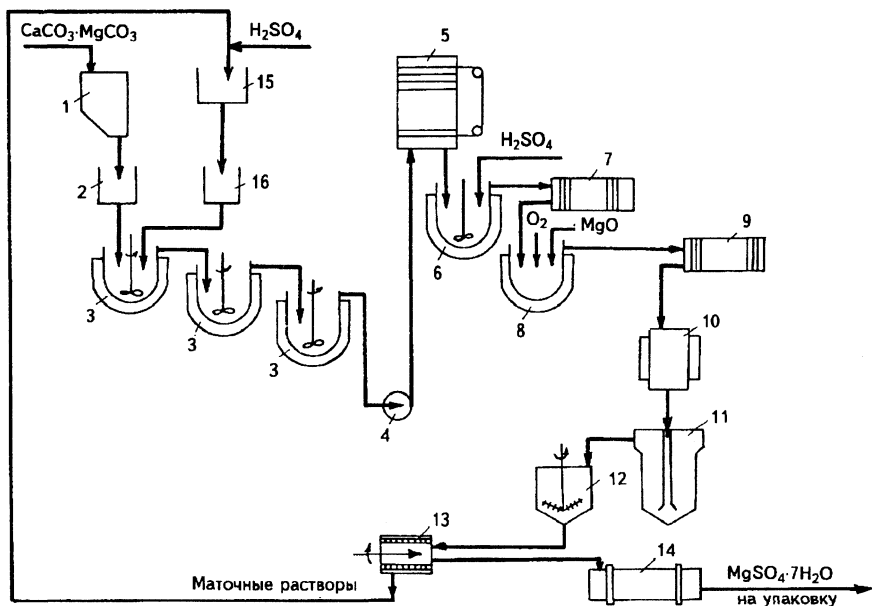 CaCO₃·MgCO₃
H₂SO₄
5
1
15
2
16
H₂SO₄
7
O₂
MgO
9
3
6
8
3
3
10
4
11
12
13
14
Маточные растворы
MgSO₄·7H₂O
на упаковку